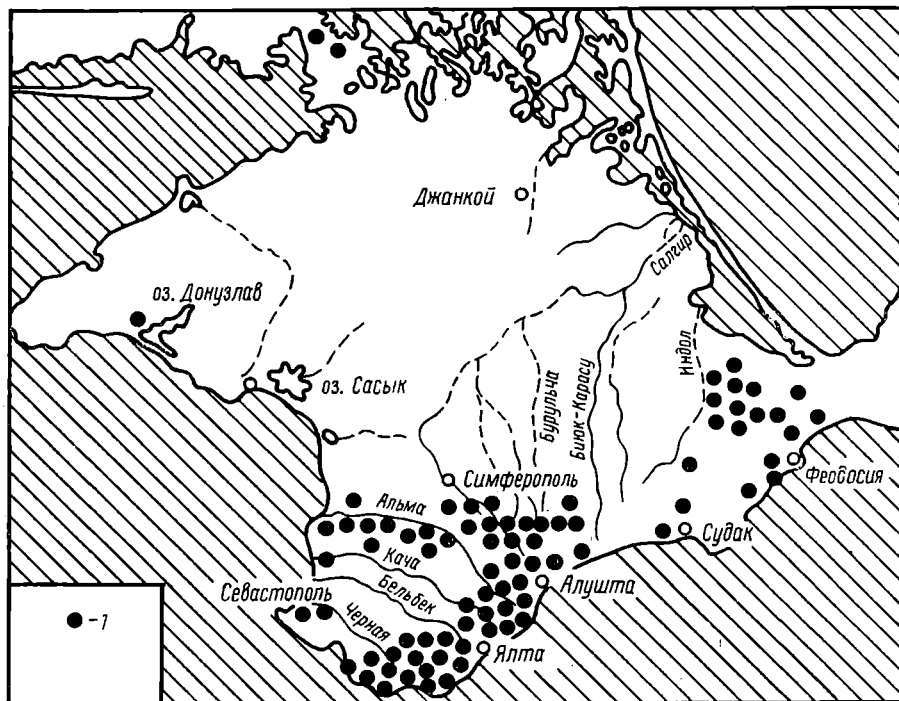 Джанкой
Салгир
оз. Донузлав
Индол
оз. Сасык
Бурульча
Биюк-Карасу
Симферополь
Феодосия
Альма
Судак
Кача
Севастополь
Бельбек
Алушта
Черная
Ялта
-1